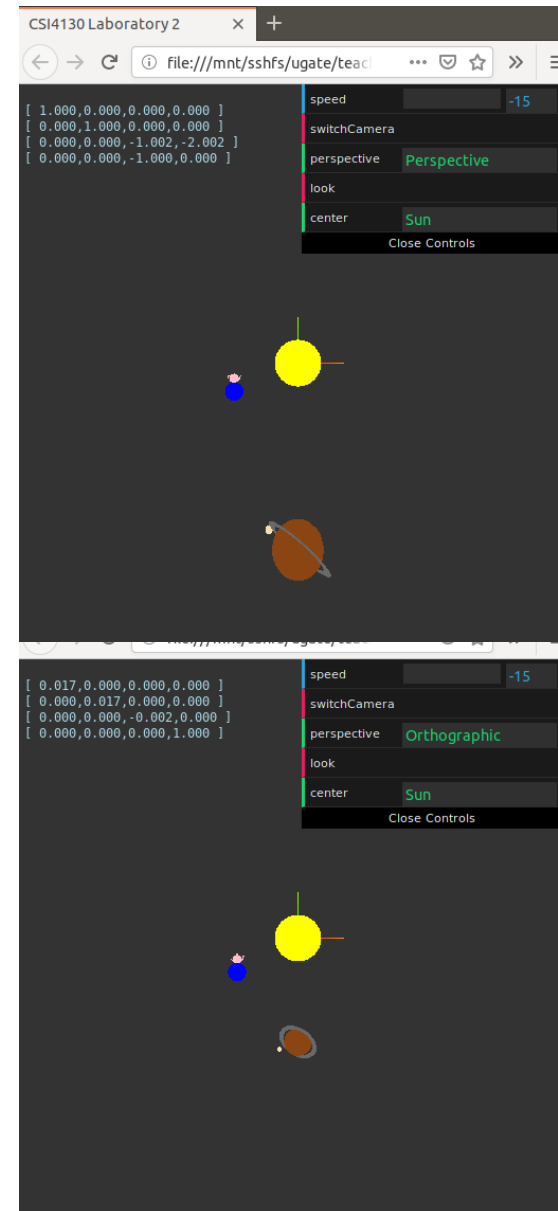 CSI4130 Laboratory 2 × +
file:///mnt/sshfs/ugate/teac
[ 1.000,0.000,0.000,0.000 ]
[ 0.000,1.000,0.000,0.000 ]
[ 0.000,0.000,-1.002,-2.002 ]
[ 0.000,0.000,-1.000,0.000 ]
speed -15
switchCamera
perspective Perspective
look
center Sun
Close Controls
[ 0.017,0.000,0.000,0.000 ]
[ 0.000,0.017,0.000,0.000 ]
[ 0.000,0.000,-0.002,0.000 ]
[ 0.000,0.000,0.000,1.000 ]
speed -15
switchCamera
perspective Orthographic
look
center Sun
Close Controls